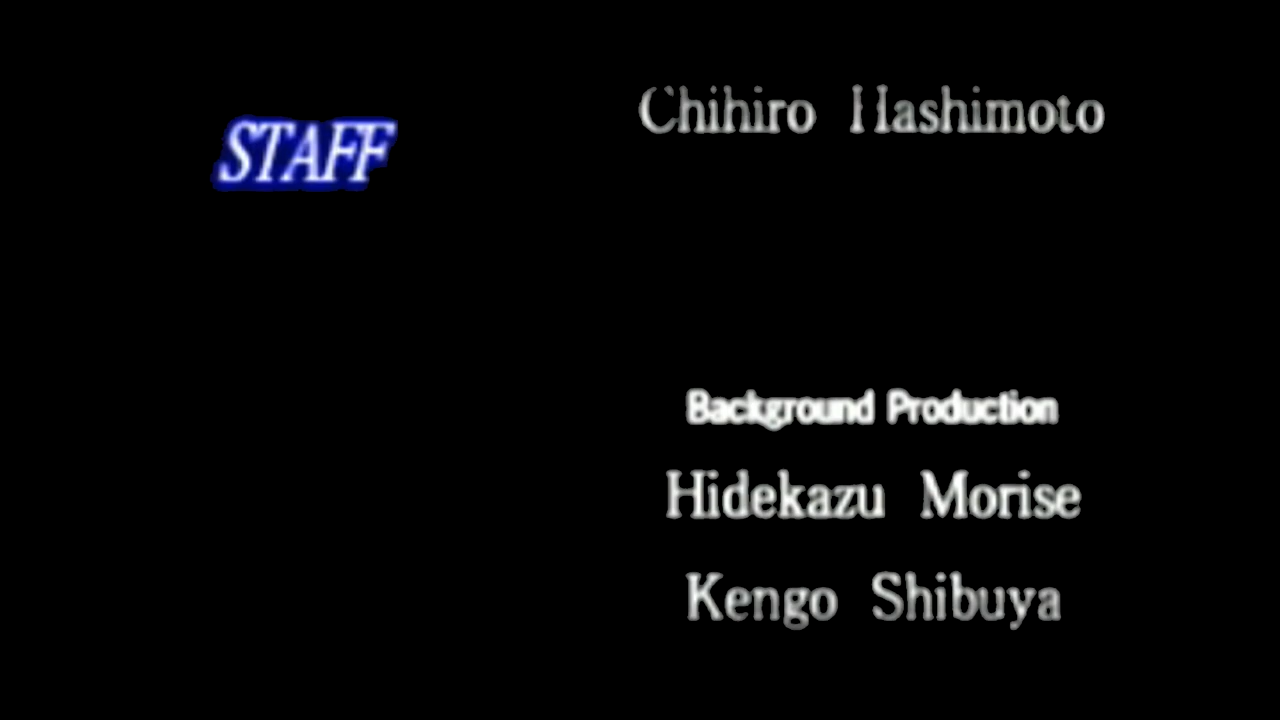 STAFF
Chihiro Hashimoto
Background Production
Hidekazu Morise
Kengo Shibuya